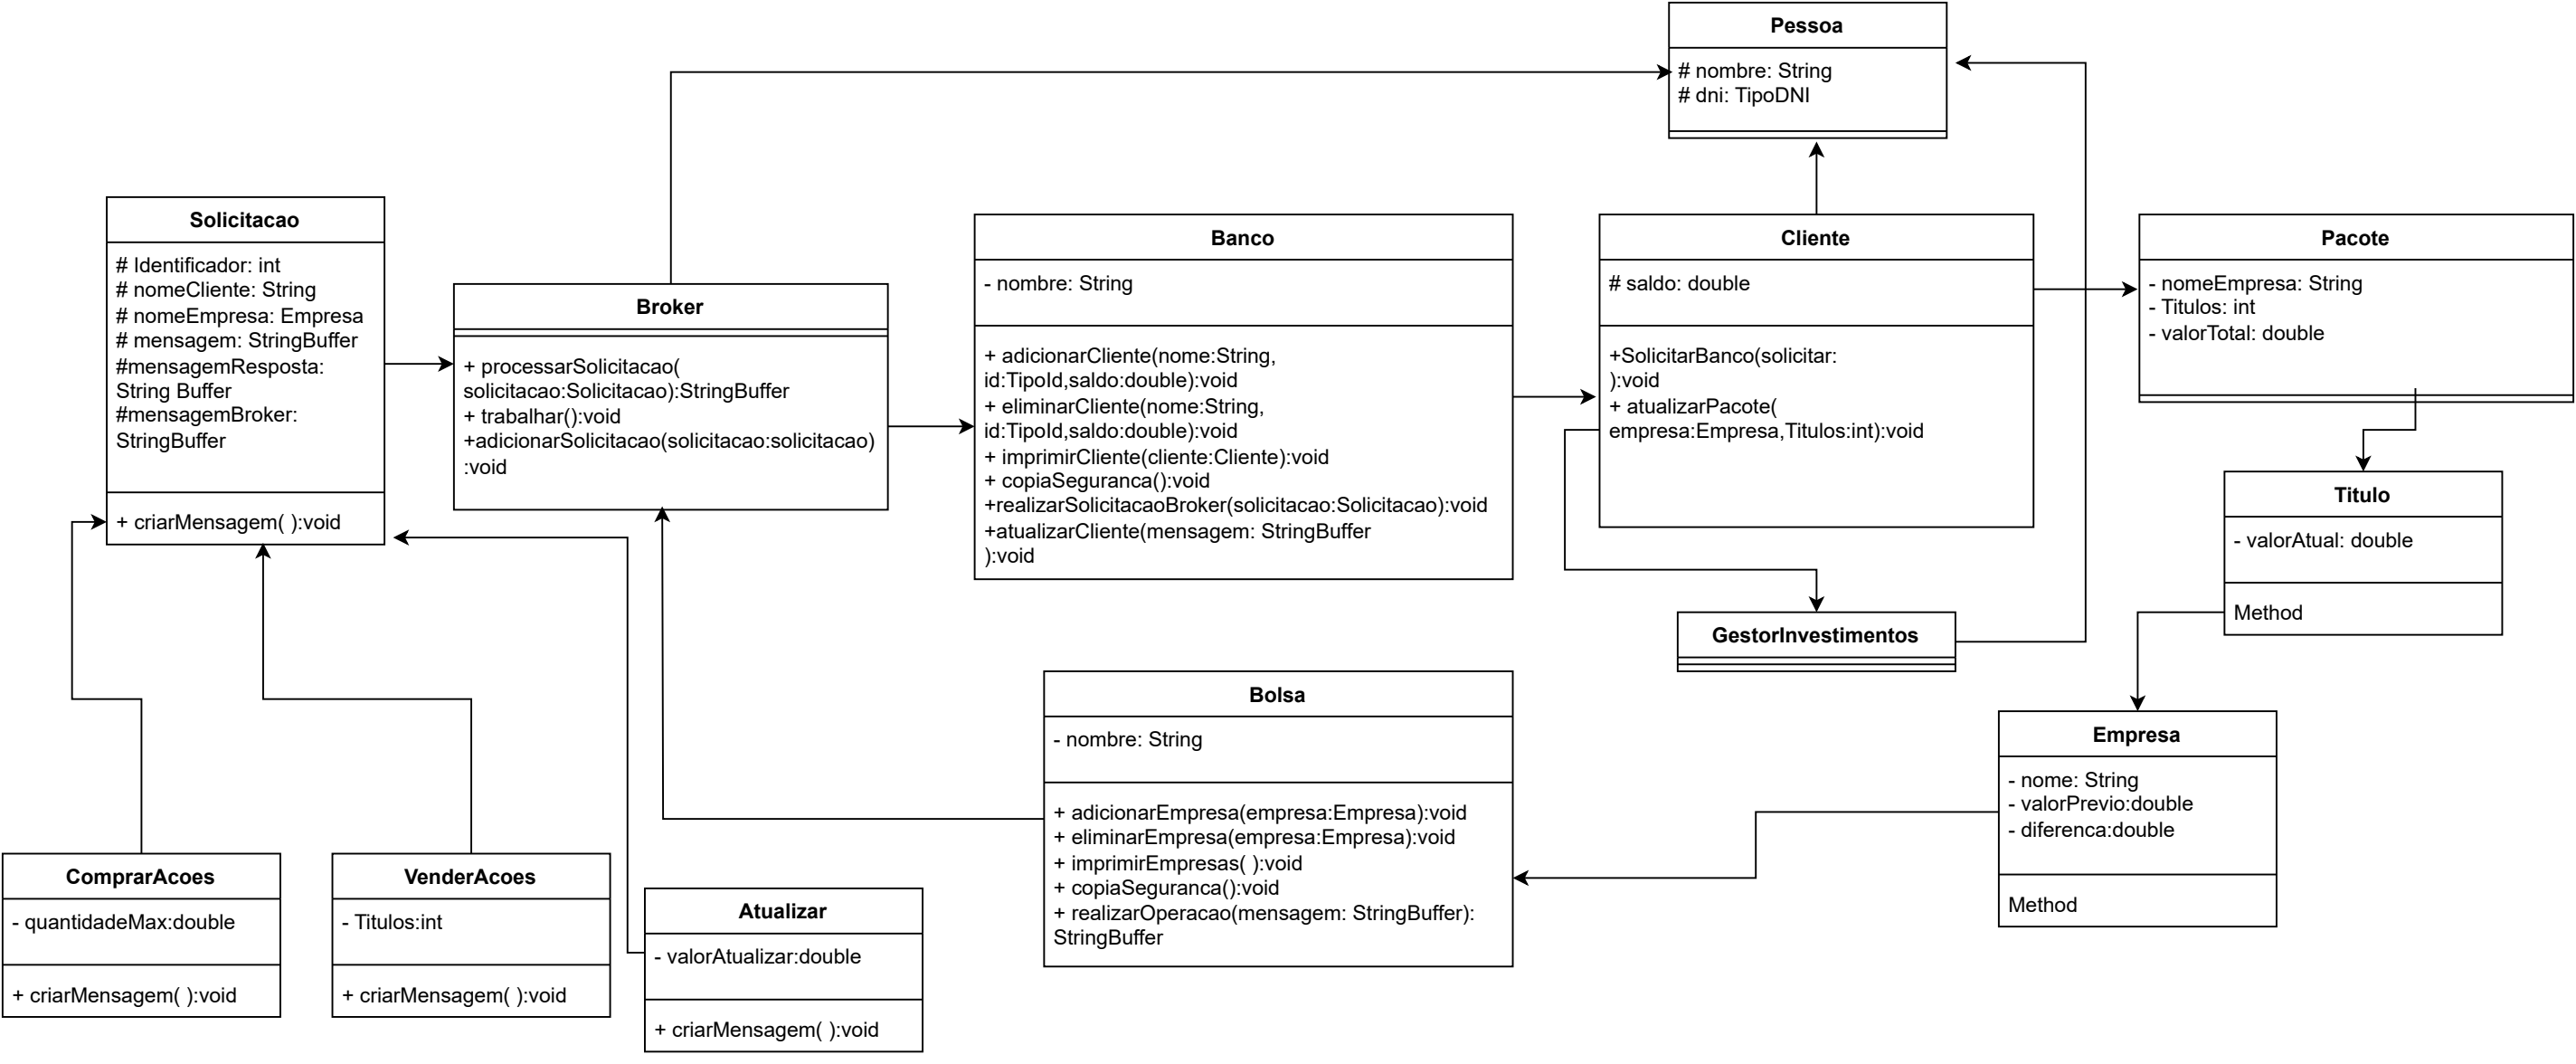 Pessoa
# nombre: String
# dni: TipoDNI
Solicitacao
# Identificador: int
# nomeCliente: String
# nomeEmpresa: Empresa
# mensagem: StringBuffer
#mensagemResposta:
String Buffer
#mensagemBroker:
StringBuffer
+ criarMensagem( ):void
Broker
+ processarSolicitacao(
solicitacao:Solicitacao):StringBuffer
+ trabalhar():void
+adicionarSolicitacao(solicitacao:solicitacao)
:void
Banco
- nombre: String
+ adicionarCliente(nome:String,
id:TipoId,saldo:double):void
+ eliminarCliente(nome:String,
id:TipoId,saldo:double):void
+ imprimirCliente(cliente:Cliente):void
+ copiaSeguranca():void
+realizarSolicitacaoBroker(solicitacao:Solicitacao):void
+atualizarCliente(mensagem: StringBuffer
):void
Cliente
# saldo: double
+SolicitarBanco(solicitar:
):void
+ atualizarPacote(
empresa:Empresa,Titulos:int):void
Pacote
- nomeEmpresa: String
- Titulos: int
- valorTotal: double
Titulo
- valorAtual: double
Method
GestorInvestimentos
Bolsa
- nombre: String
+ adicionarEmpresa(empresa:Empresa):void
+ eliminarEmpresa(empresa:Empresa):void
+ imprimirEmpresas( ):void
+ copiaSeguranca():void
+ realizarOperacao(mensagem: StringBuffer):
StringBuffer
Empresa
- nome: String
- valorPrevio:double
- diferenca:double
Method
ComprarAcoes
- quantidadeMax:double
+ criarMensagem( ):void
VenderAcoes
- Titulos:int
+ criarMensagem( ):void
Atualizar
- valorAtualizar:double
+ criarMensagem( ):void